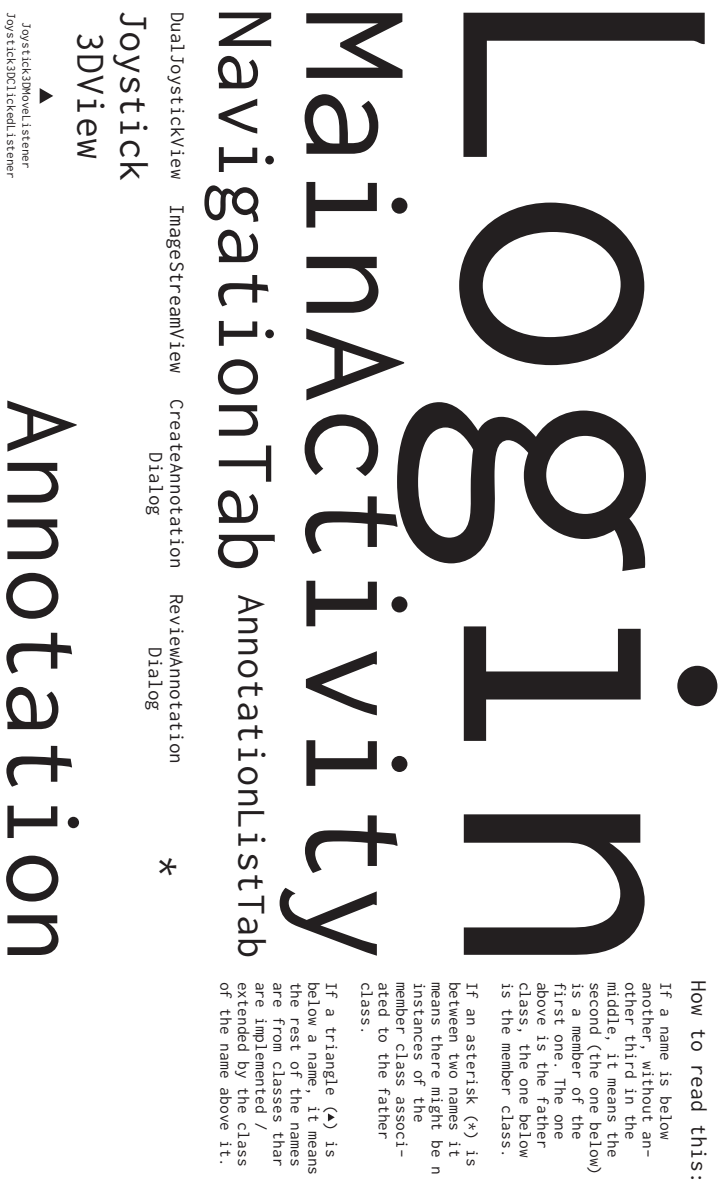 Login
MainActivity
NavigationTab AnnotationListTab
DualJoystickView ImageStreamView CreateAnnotation ReviewAnnotation
Dialog Dialog
*
Joystick
3DView
▲
Joystick3DMoveListener
Joystick3DClickedListener
Annotation
How to read this:
If a name is below
another, without an-
other third in the
middle, it means the
second (the one below)
is a member of the
first one. The one
above is the father
class, the one below
is the member class.
If an asterisk (*) is
between two names it
means there might be n
instances of the
member class associ-
ated to the father
class.
If a triangle (▲) is
below a name, it means
the rest of the names
are from classes thar
are implemented /
extended by the class
of the name above it.